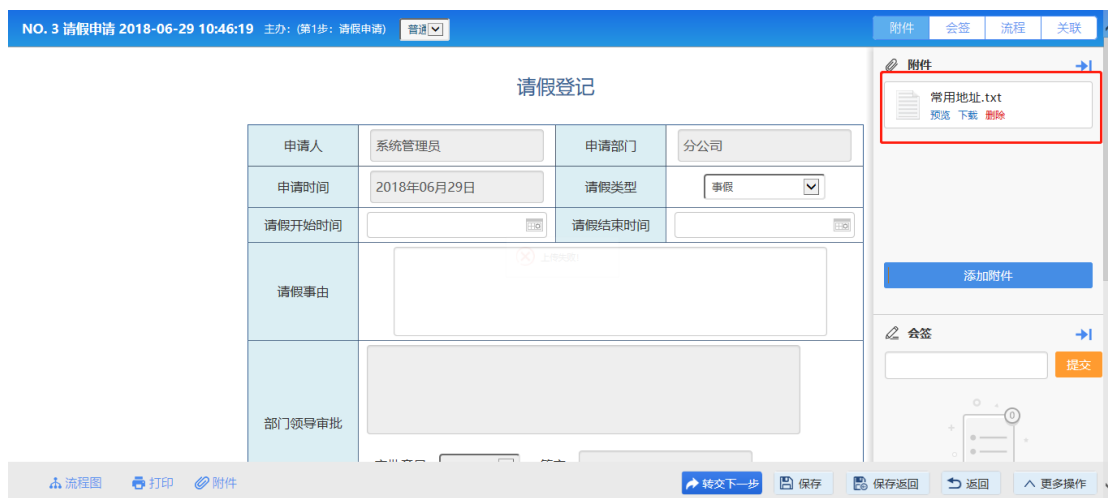 NO. 3 请假申请 2018-06-29 10:46:19 主办: (第1步: 请假申请) 普通
附件 会签 流程 关联
附件
常用地址.txt
预览 下载 删除
请假登记
申请人 系统管理员 申请部门 分公司
申请时间 2018年06月29日 请假类型 事假
请假开始时间 请假结束时间
上传失败!
请假事由
添加附件
会签
提交
0
部门领导审批
流程图 打印 附件 转交下一步 保存 保存返回 返回 更多操作